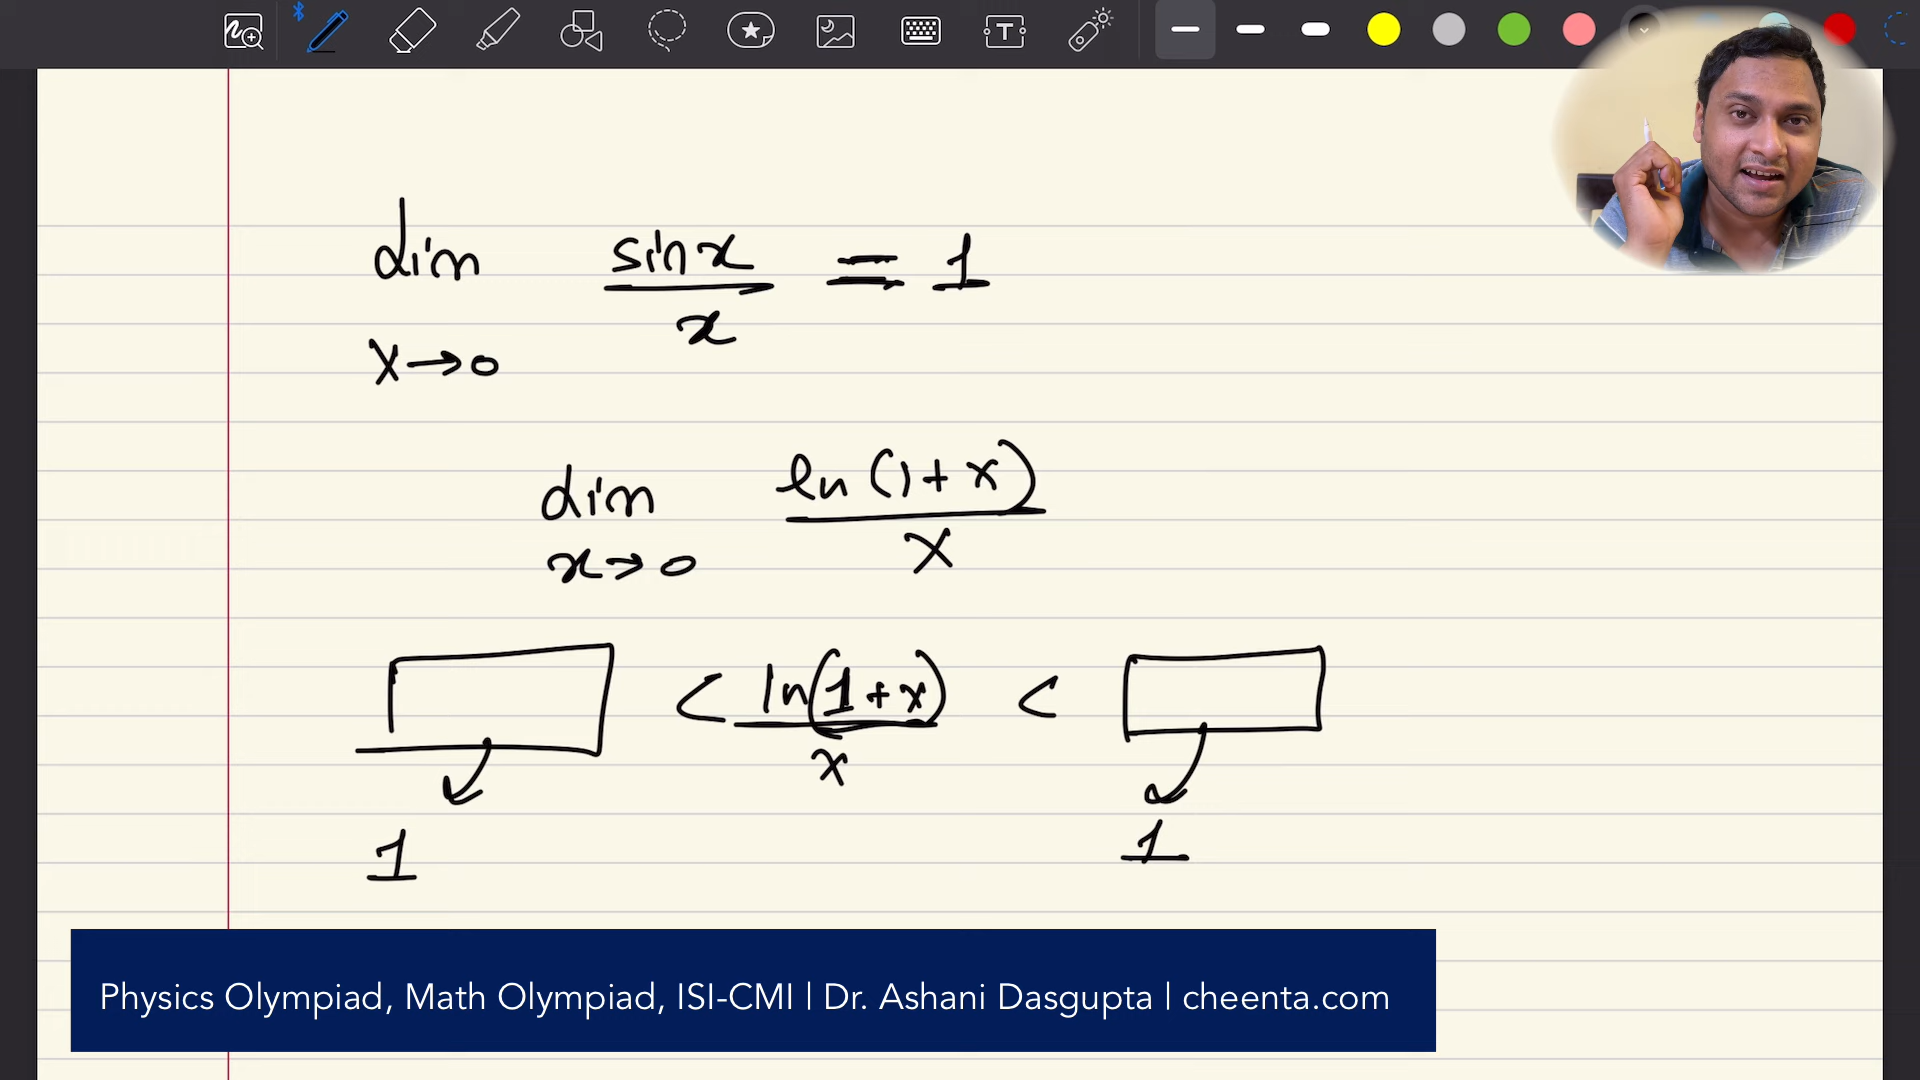 lim sinx/x = 1
x→0
lim ln(1+x)/x
x→0
< ln(1+x)/x <
1 1
Physics Olympiad, Math Olympiad, ISI-CMI | Dr. Ashani Dasgupta | cheenta.com